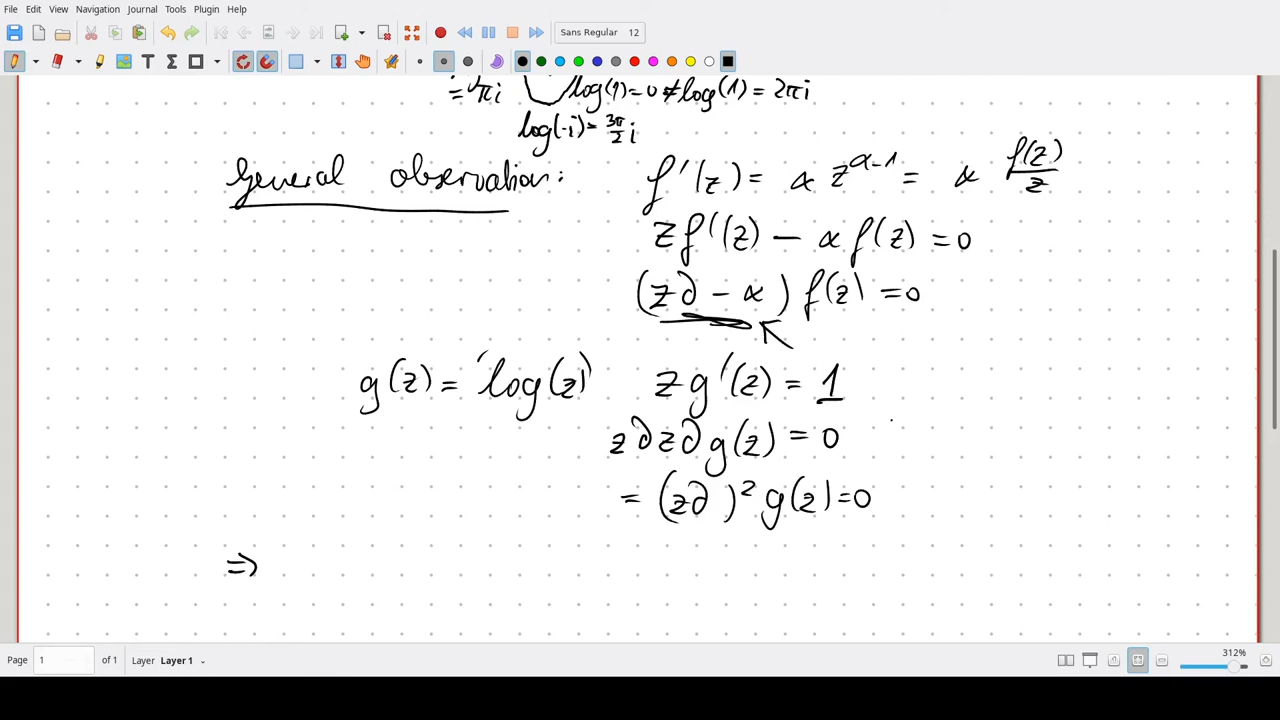 File Edit View Navigation Journal Tools Plugin Help
Sans Regular 12
log(1) = 0 ≠ log(1) = 2πi
log(-i) = 3π/2 i
General observation: f'(z) = α z^{α-1} = α f(z)/z
z f'(z) - α f(z) = 0
(z∂ - α) f(z) = 0
g(z) = log(z) z g'(z) = 1
z∂z∂ g(z) = 0
= (z∂)² g(z) = 0
⇒
Page 1 of 1 Layer Layer 1 312%